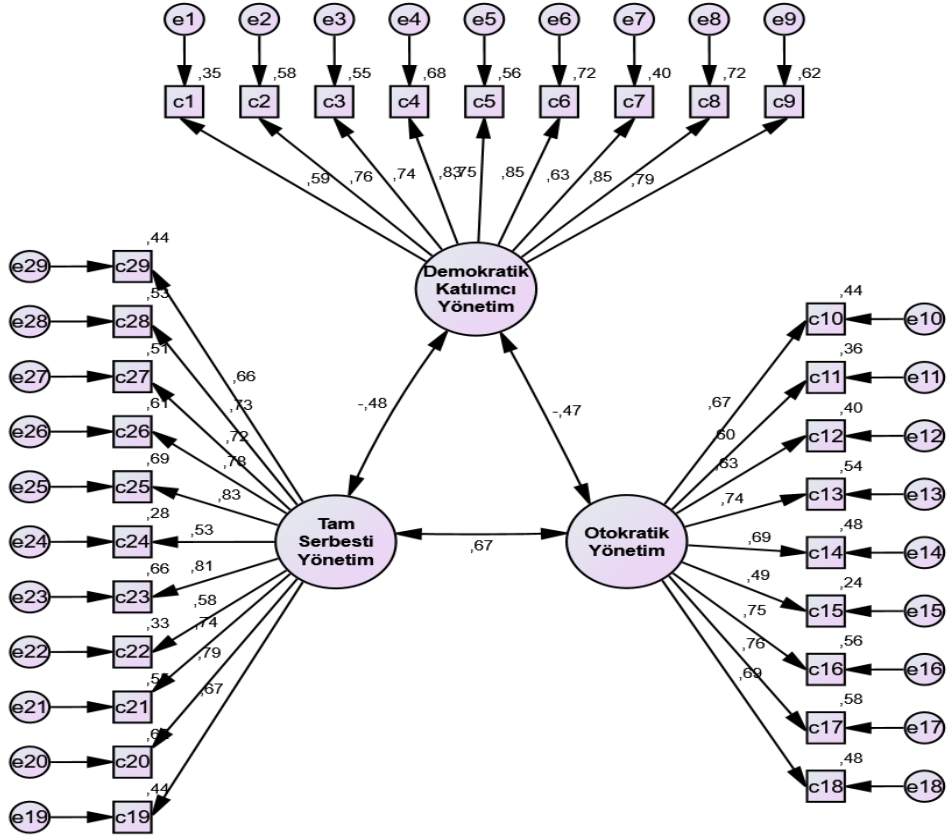 e1 e2 e3 e4 e5 e6 e7 e8 e9
,35 ,58 ,55 ,68 ,56 ,72 ,40 ,72 ,62
c1 c2 c3 c4 c5 c6 c7 c8 c9
,59 ,76 ,74 ,83 ,75 ,85 ,63 ,85 ,79
Demokratik
Katılımcı
Yönetim
-,48
-,47
,67
Tam
Serbesti
Yönetim
Otokratik
Yönetim
,44
e29 c29
,66
,53
e28 c28
,73
,51
e27 c27
,72
,61
e26 c26
,78
,69
e25 c25
,83
,28
e24 c24
,53
,66
e23 c23
,81
,33
e22 c22
,58
e21 c21
,74
e20 c20
,79
,44
e19 c19
,67
,44
c10 e10
,67
,36
c11 e11
,60
,40
c12 e12
,63
,54
c13 e13
,74
,48
c14 e14
,69
,24
c15 e15
,49
,56
c16 e16
,75
,58
c17 e17
,76
,48
c18 e18
,69